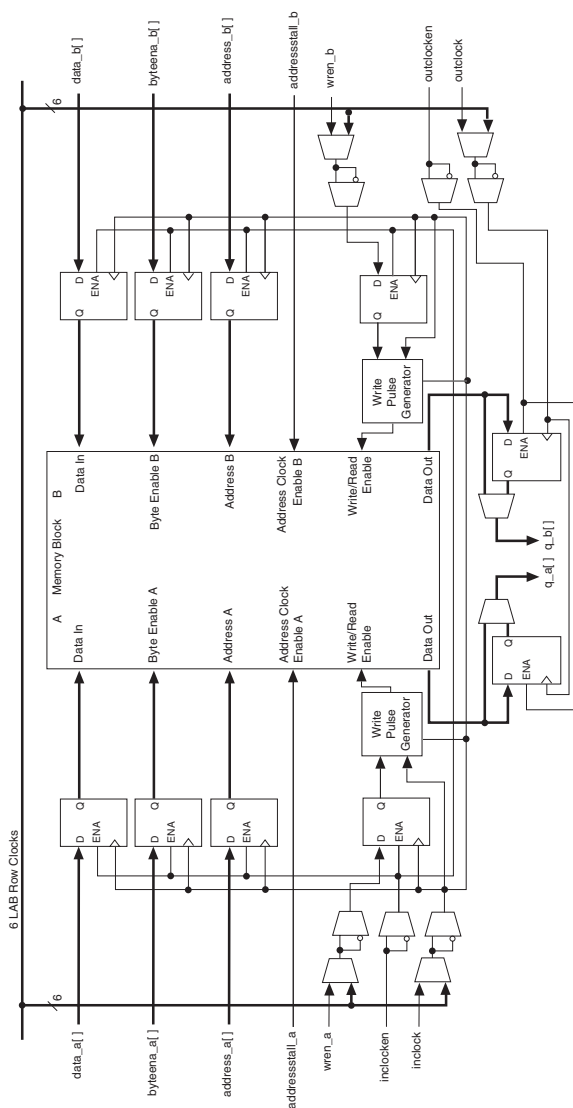 6 LAB Row Clocks
6
6
data_a[ ]
byteena_a[ ]
address_a[ ]
addressstall_a
wren_a
inclocken
inclock
D
Q
ENA
D
Q
ENA
D
Q
ENA
D
Q
ENA
Write
Pulse
Generator
A
Memory Block
B
Data In
Byte Enable A
Address A
Address Clock
Enable A
Write/Read
Enable
Data Out
Data In
Byte Enable B
Address B
Address Clock
Enable B
Write/Read
Enable
Data Out
Write
Pulse
Generator
Q
D
ENA
Q
D
ENA
Q
D
ENA
Q
D
ENA
data_b[ ]
byteena_b[ ]
address_b[ ]
addressstall_b
wren_b
outclocken
outclock
D
Q
ENA
q_a[ ]
q_b[ ]
D
Q
ENA